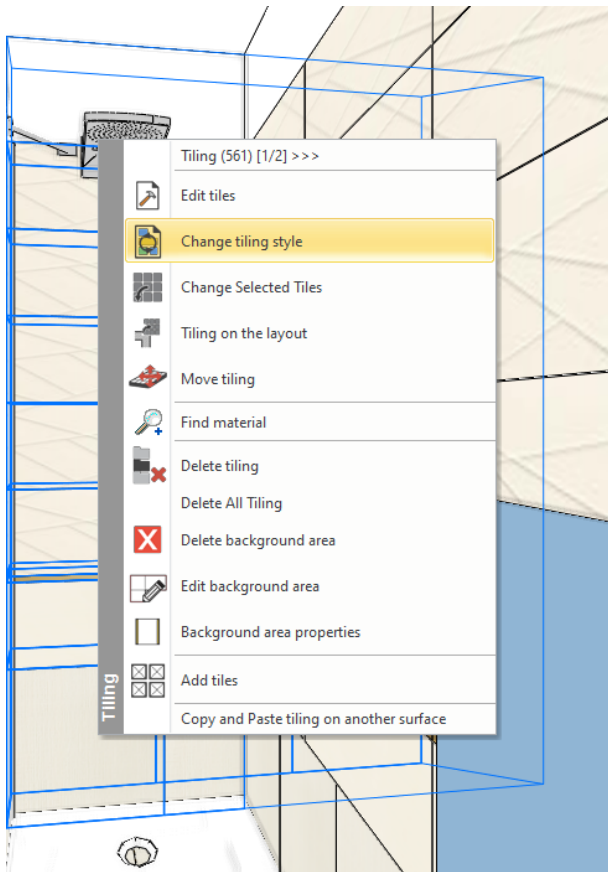 Tiling (561) [1/2] >>>
Edit tiles
Change tiling style
Change Selected Tiles
Tiling on the layout
Move tiling
Find material
Delete tiling
Delete All Tiling
Delete background area
Edit background area
Background area properties
Add tiles
Copy and Paste tiling on another surface
Tiling